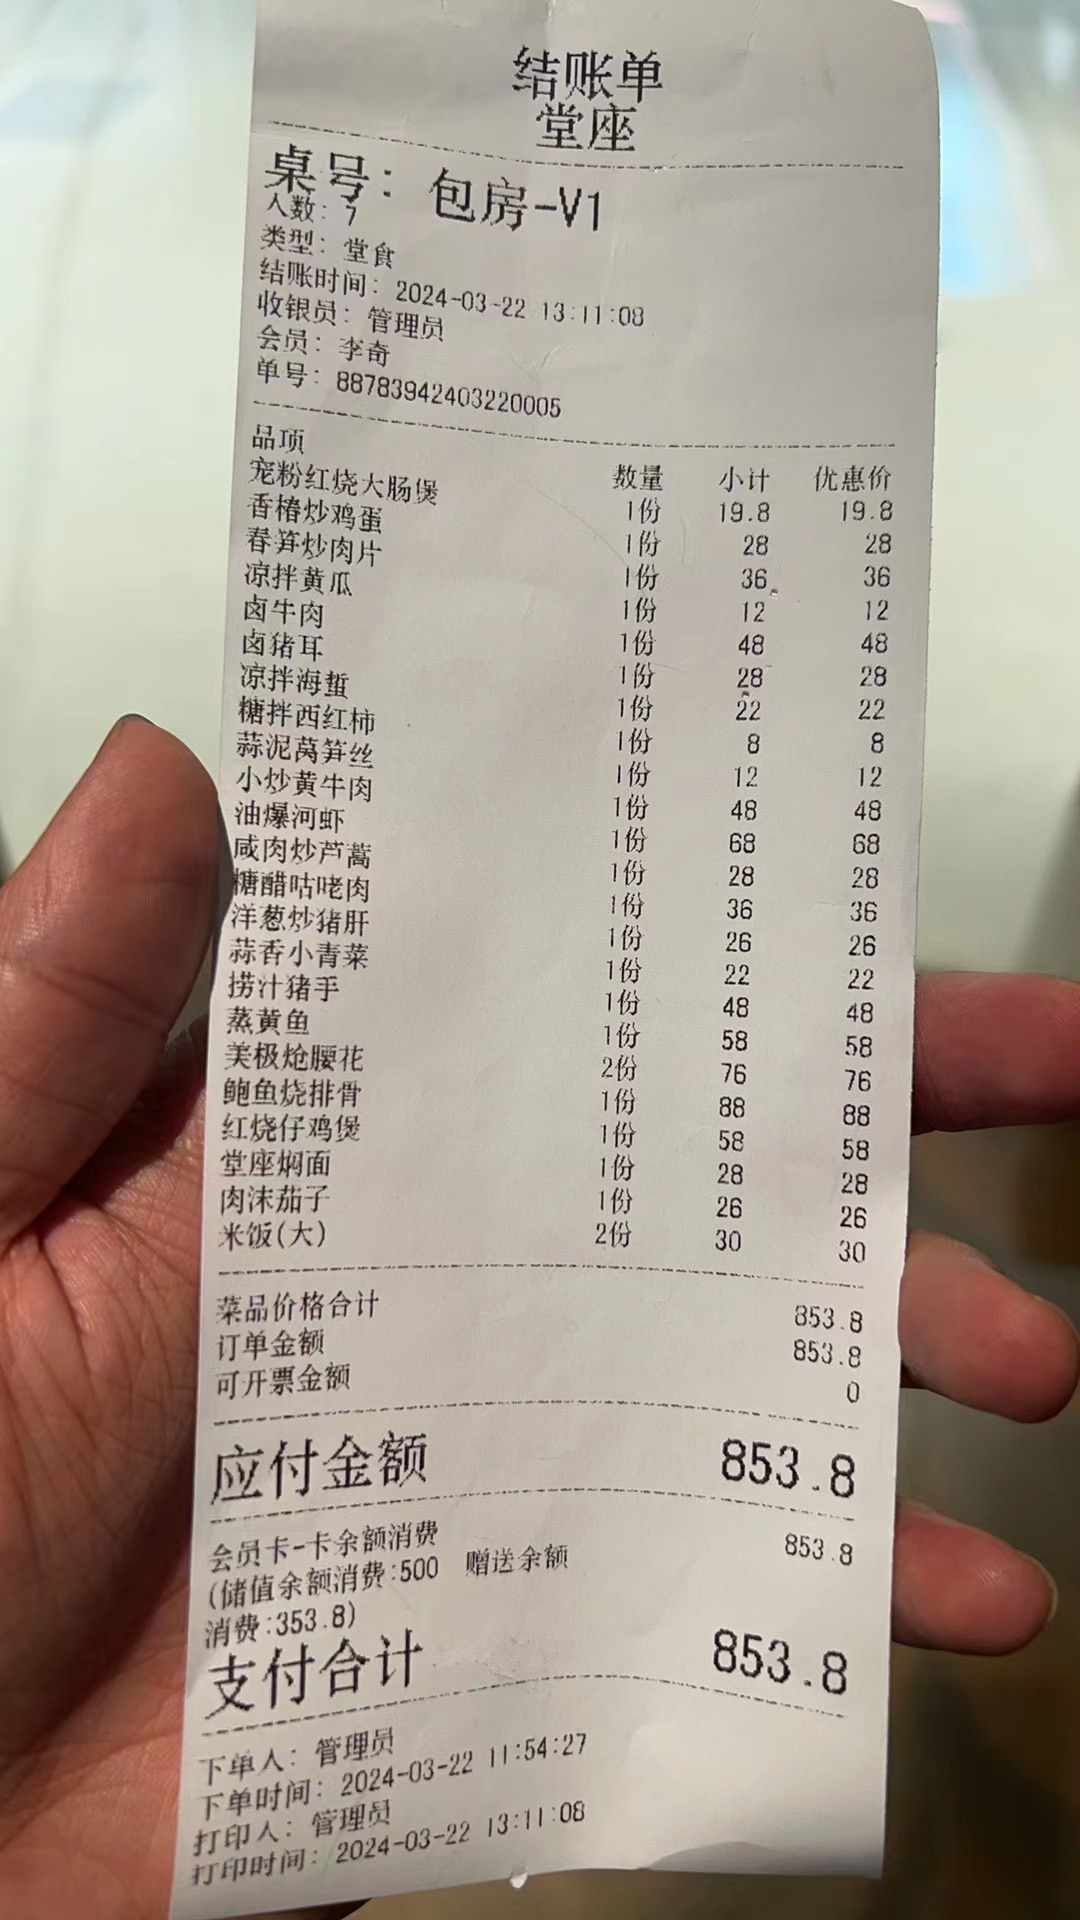 结账单
堂座
桌号：包房-V1
人数：7
类型：堂食
结账时间：2024-03-22 13:11:08
收银员：管理员
会员：李奇
单号：88783942403220005
品项 数量 小计 优惠价
宠粉红烧大肠煲 1份 19.8 19.8
香椿炒鸡蛋 1份 28 28
春笋炒肉片 1份 36 36
凉拌黄瓜 1份 12 12
卤牛肉 1份 48 48
卤猪耳 1份 28 28
凉拌海蜇 1份 22 22
糖拌西红柿 1份 8 8
蒜泥莴笋丝 1份 12 12
小炒黄牛肉 1份 48 48
油爆河虾 1份 68 68
咸肉炒芦蒿 1份 28 28
糖醋咕咾肉 1份 36 36
洋葱炒猪肝 1份 26 26
蒜香小青菜 1份 22 22
捞汁猪手 1份 48 48
蒸黄鱼 1份 58 58
美极炝腰花 2份 76 76
鲍鱼烧排骨 1份 88 88
红烧仔鸡煲 1份 58 58
堂座焖面 1份 28 28
肉沫茄子 1份 26 26
米饭(大) 2份 30 30
菜品价格合计 853.8
订单金额 853.8
可开票金额 0
应付金额 853.8
会员卡-卡余额消费 853.8
(储值余额消费:500 赠送余额
消费:353.8)
支付合计 853.8
下单人：管理员
下单时间：2024-03-22 11:54:27
打印人：管理员
打印时间：2024-03-22 13:11:08